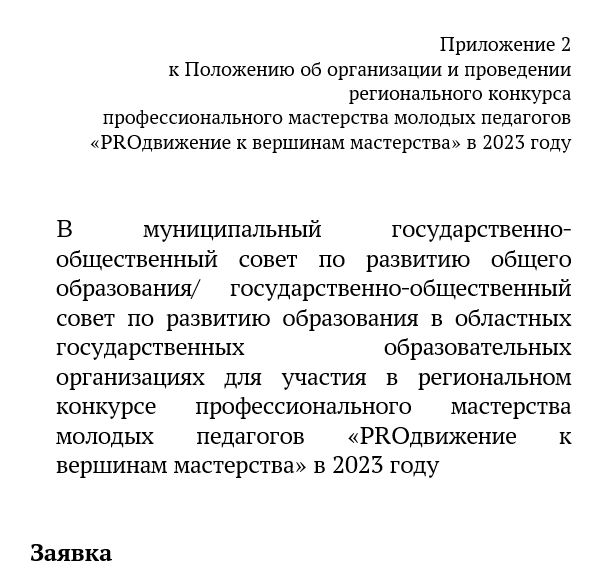 Приложение 2
к Положению об организации и проведении
регионального конкурса
профессионального мастерства молодых педагогов
«PROдвижение к вершинам мастерства» в 2023 году
В муниципальный государственно-
общественный совет по развитию общего
образования/ государственно-общественный
совет по развитию образования в областных
государственных образовательных
организациях для участия в региональном
конкурсе профессионального мастерства
молодых педагогов «PROдвижение к
вершинам мастерства» в 2023 году
Заявка